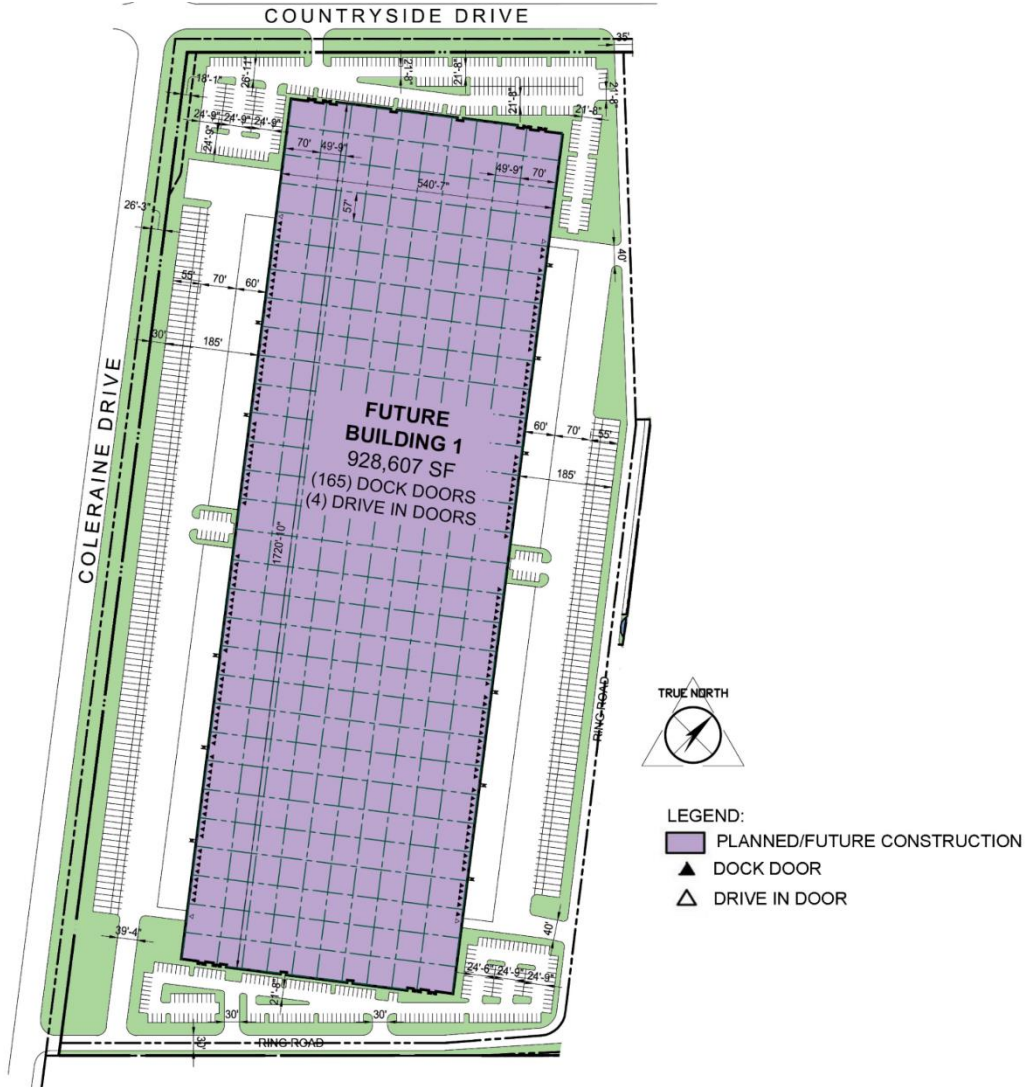 COUNTRYSIDE DRIVE
35'
18'-1"
26'-11"
21'-8"
21'-8"
21'-8"
21'-8"
21'-8"
24'-9"
24'-9"
24'-9"
70'
49'-9"
49'-9"
70'
540'-7"
57'
26'-3"
40'
55'
70'
60'
30'
185'
COLERAINE DRIVE
FUTURE
BUILDING 1
928,607 SF
(165) DOCK DOORS
(4) DRIVE IN DOORS
60'
70'
55'
185'
1720'-10"
RING ROAD
TRUE NORTH
LEGEND:
PLANNED/FUTURE CONSTRUCTION
DOCK DOOR
DRIVE IN DOOR
39'-4"
40'
24'-6"
24'-9"
24'-9"
21'-8"
30'
30'
30'
RING ROAD